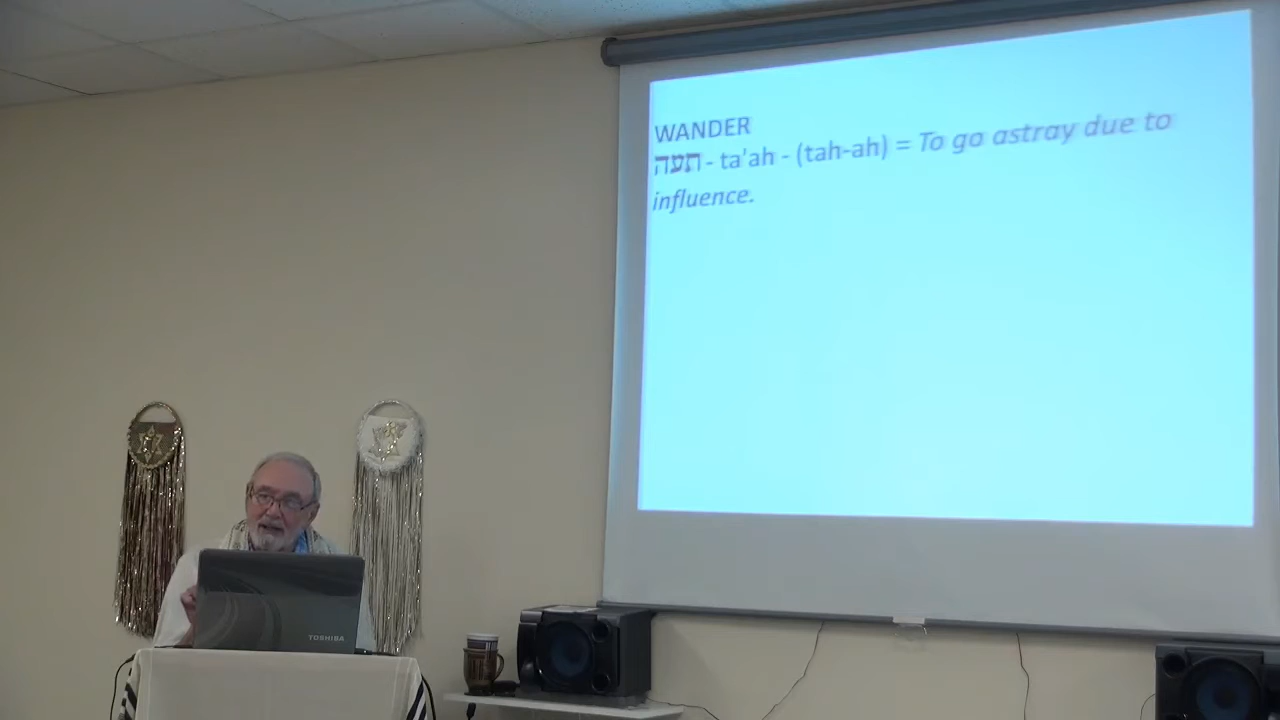 WANDER
תעה - ta'ah - (tah-ah) = To go astray due to
influence.
TOSHIBA